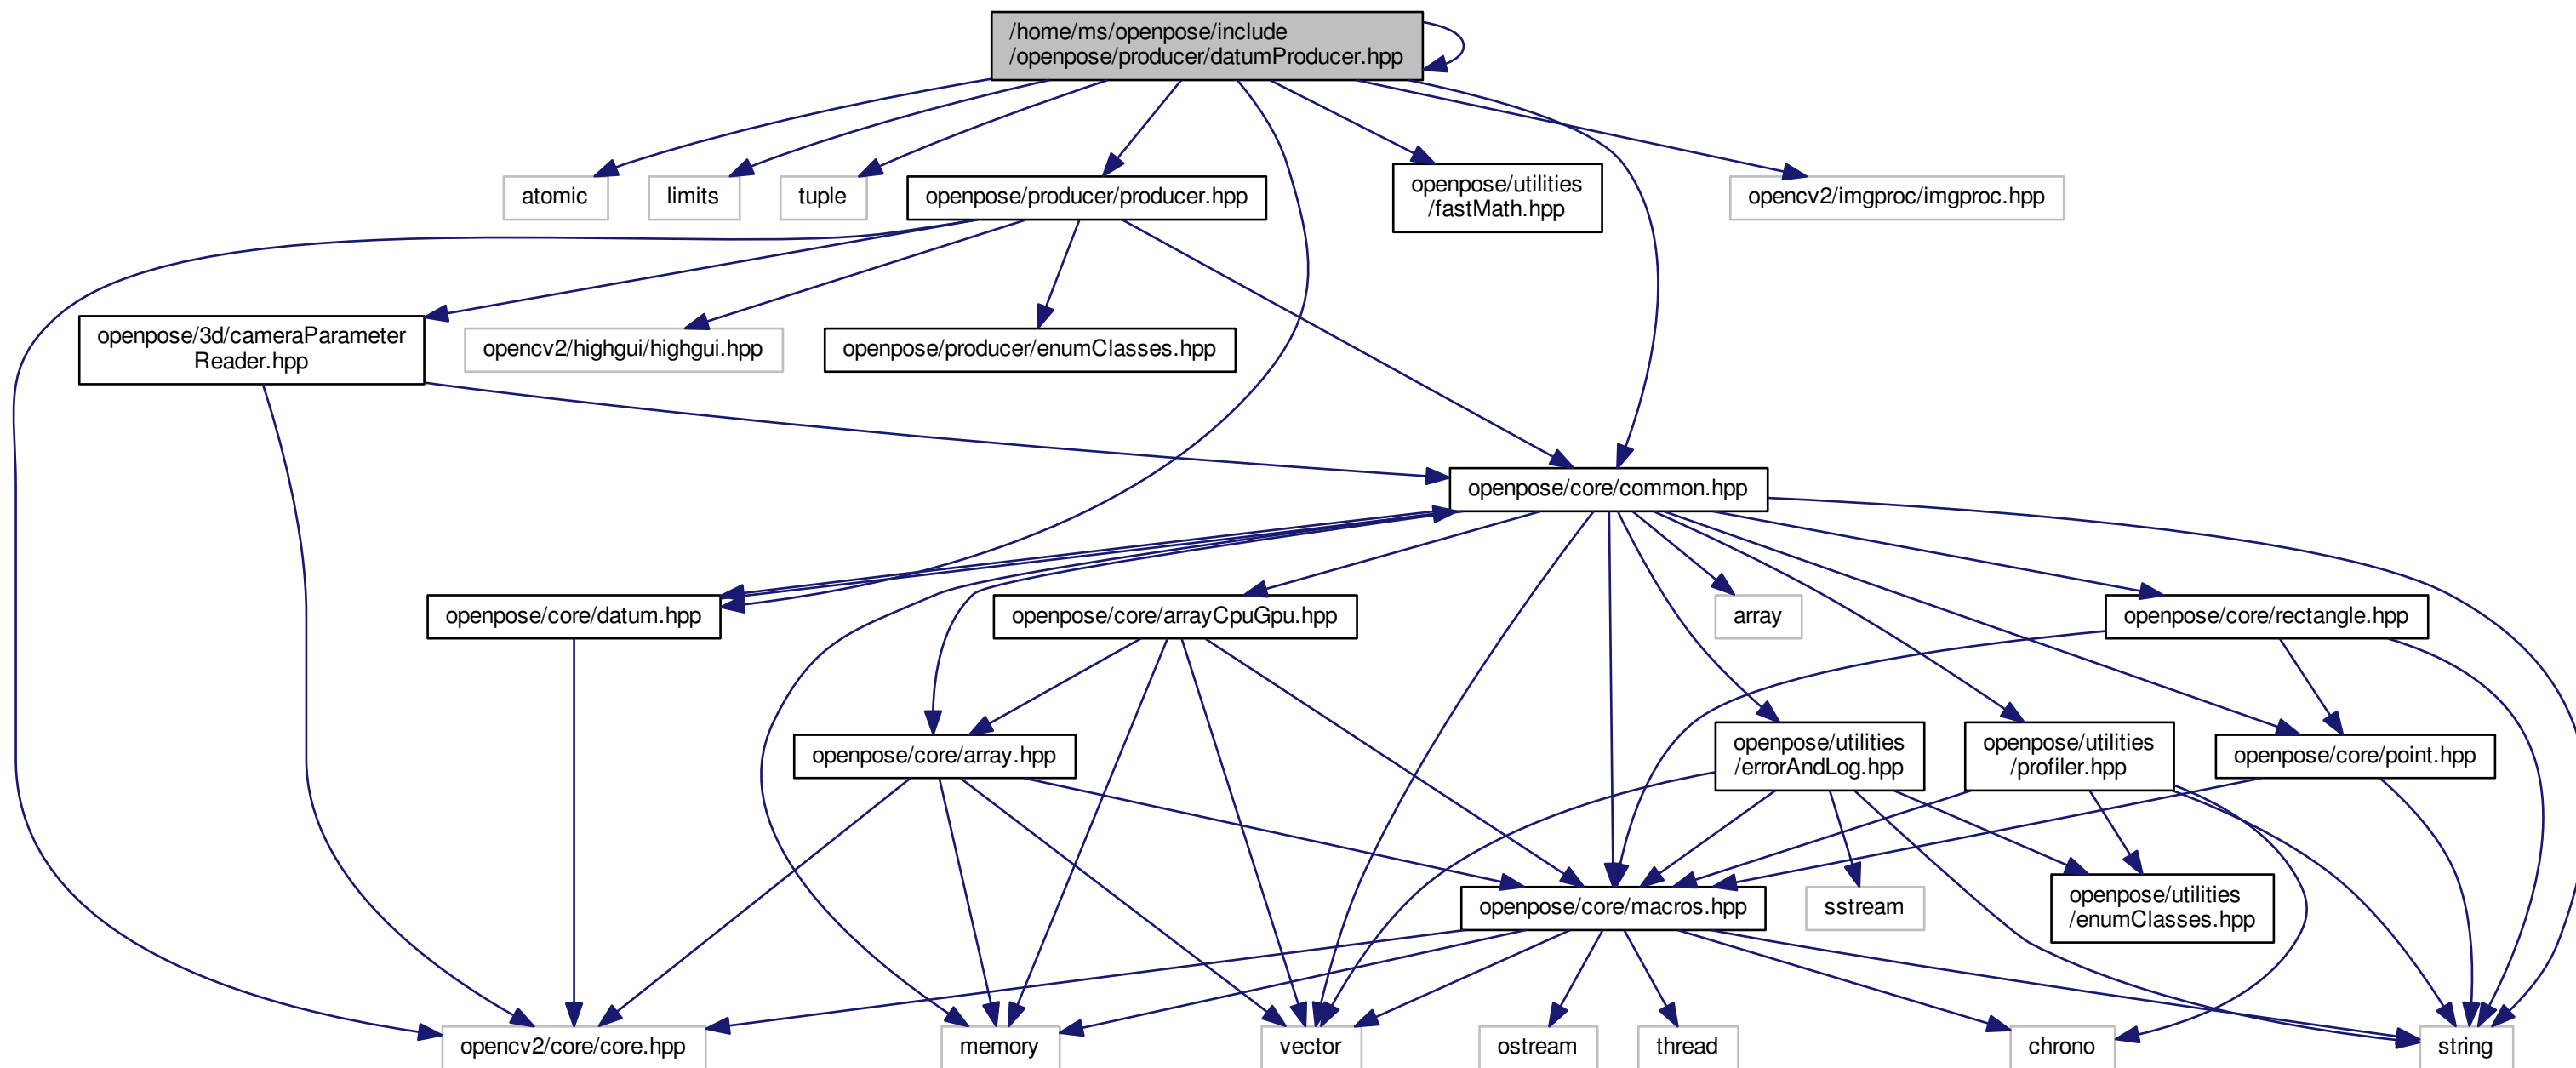 /home/ms/openpose/include
/openpose/producer/datumProducer.hpp
atomic
limits
tuple
openpose/producer/producer.hpp
openpose/utilities
/fastMath.hpp
opencv2/imgproc/imgproc.hpp
openpose/3d/cameraParameter
Reader.hpp
opencv2/highgui/highgui.hpp
openpose/producer/enumClasses.hpp
openpose/core/common.hpp
openpose/core/datum.hpp
openpose/core/arrayCpuGpu.hpp
array
openpose/core/rectangle.hpp
openpose/core/array.hpp
openpose/utilities
/errorAndLog.hpp
openpose/utilities
/profiler.hpp
openpose/core/point.hpp
openpose/core/macros.hpp
sstream
openpose/utilities
/enumClasses.hpp
opencv2/core/core.hpp
memory
vector
ostream
thread
chrono
string